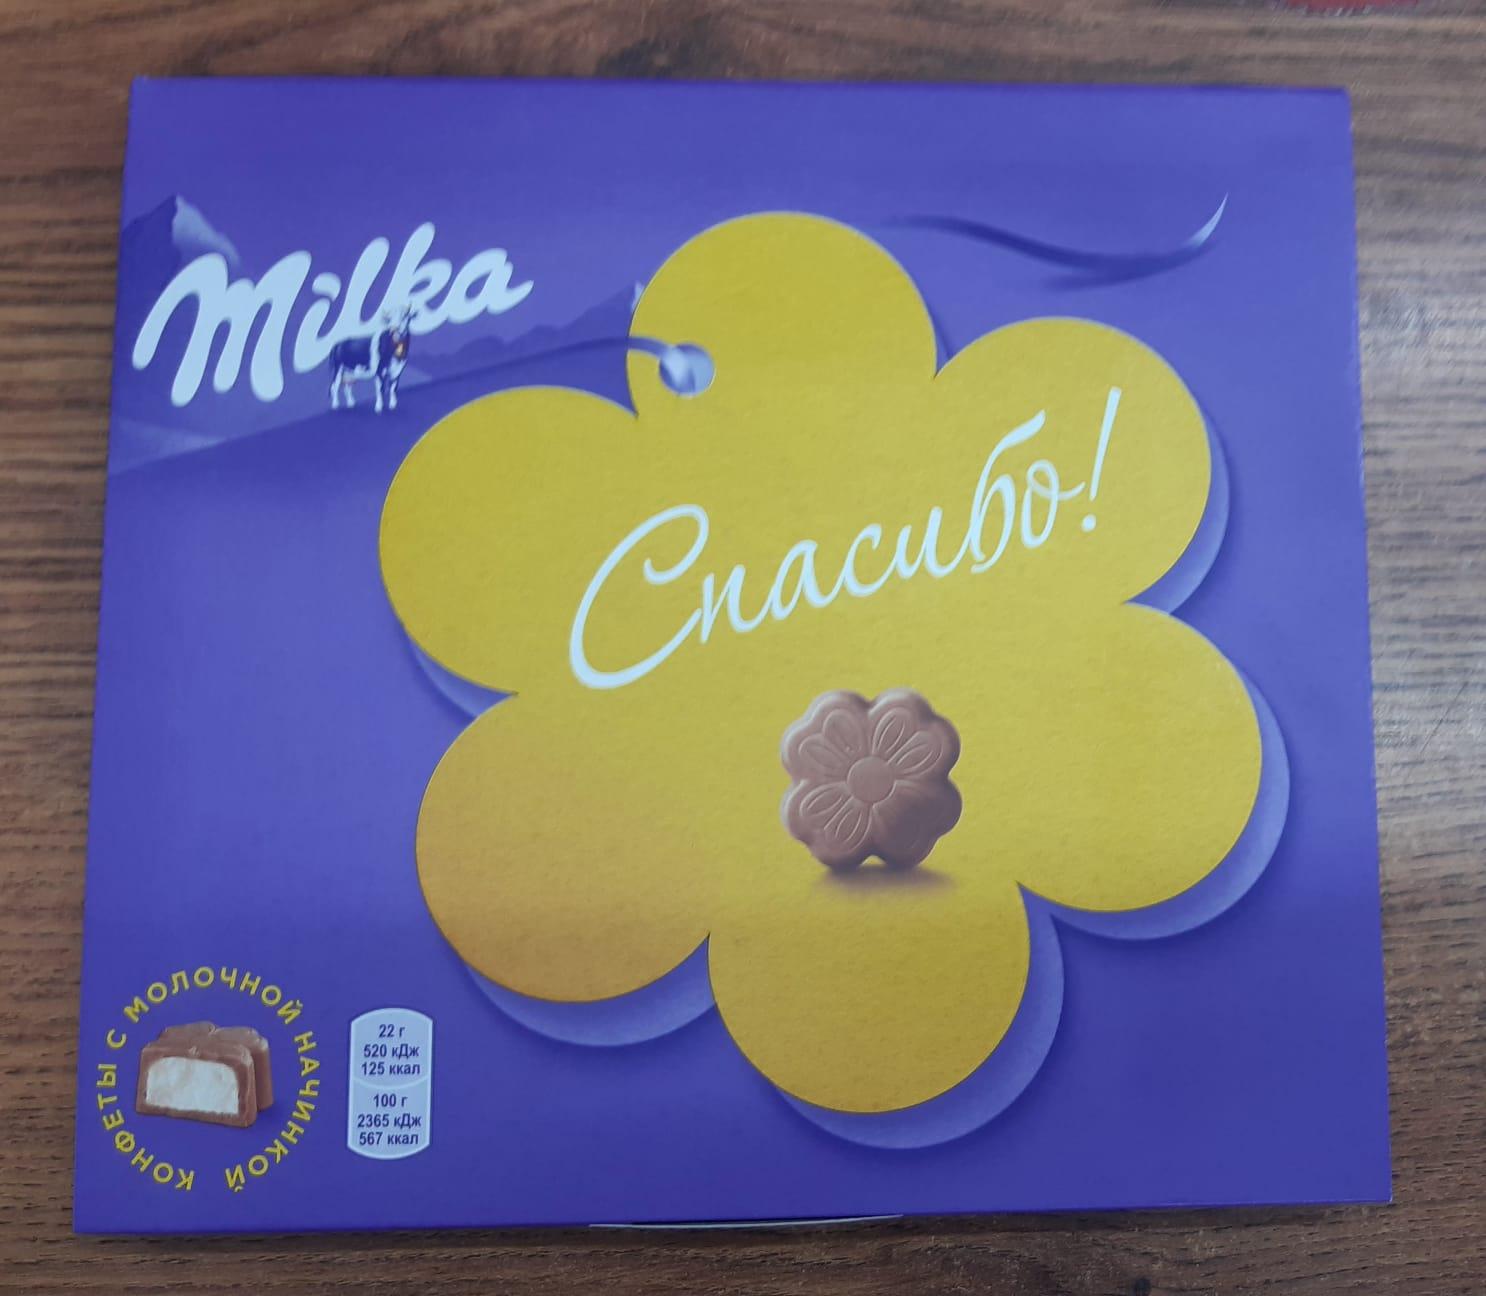 Milka
Спасибо!
КОНФЕТЫ С МОЛОЧНОЙ НАЧИНКОЙ
22 г
520 кДж
125 ккал
100 г
2365 кДж
567 ккал